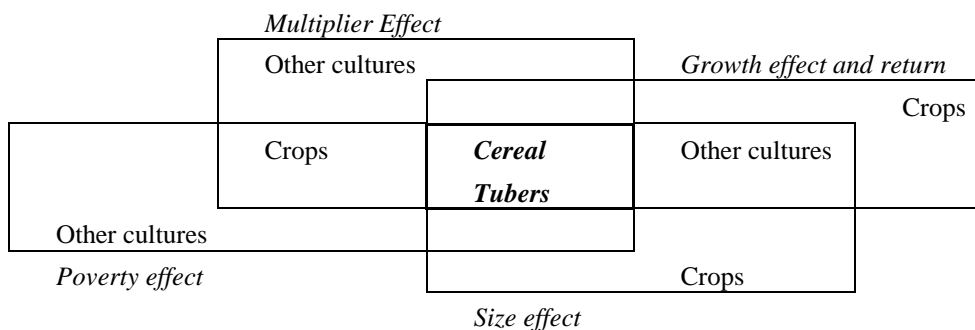 Multiplier Effect
Other cultures
Growth effect and return
Crops
Crops
Cereal
Other cultures
Tubers
Other cultures
Poverty effect
Crops
Size effect